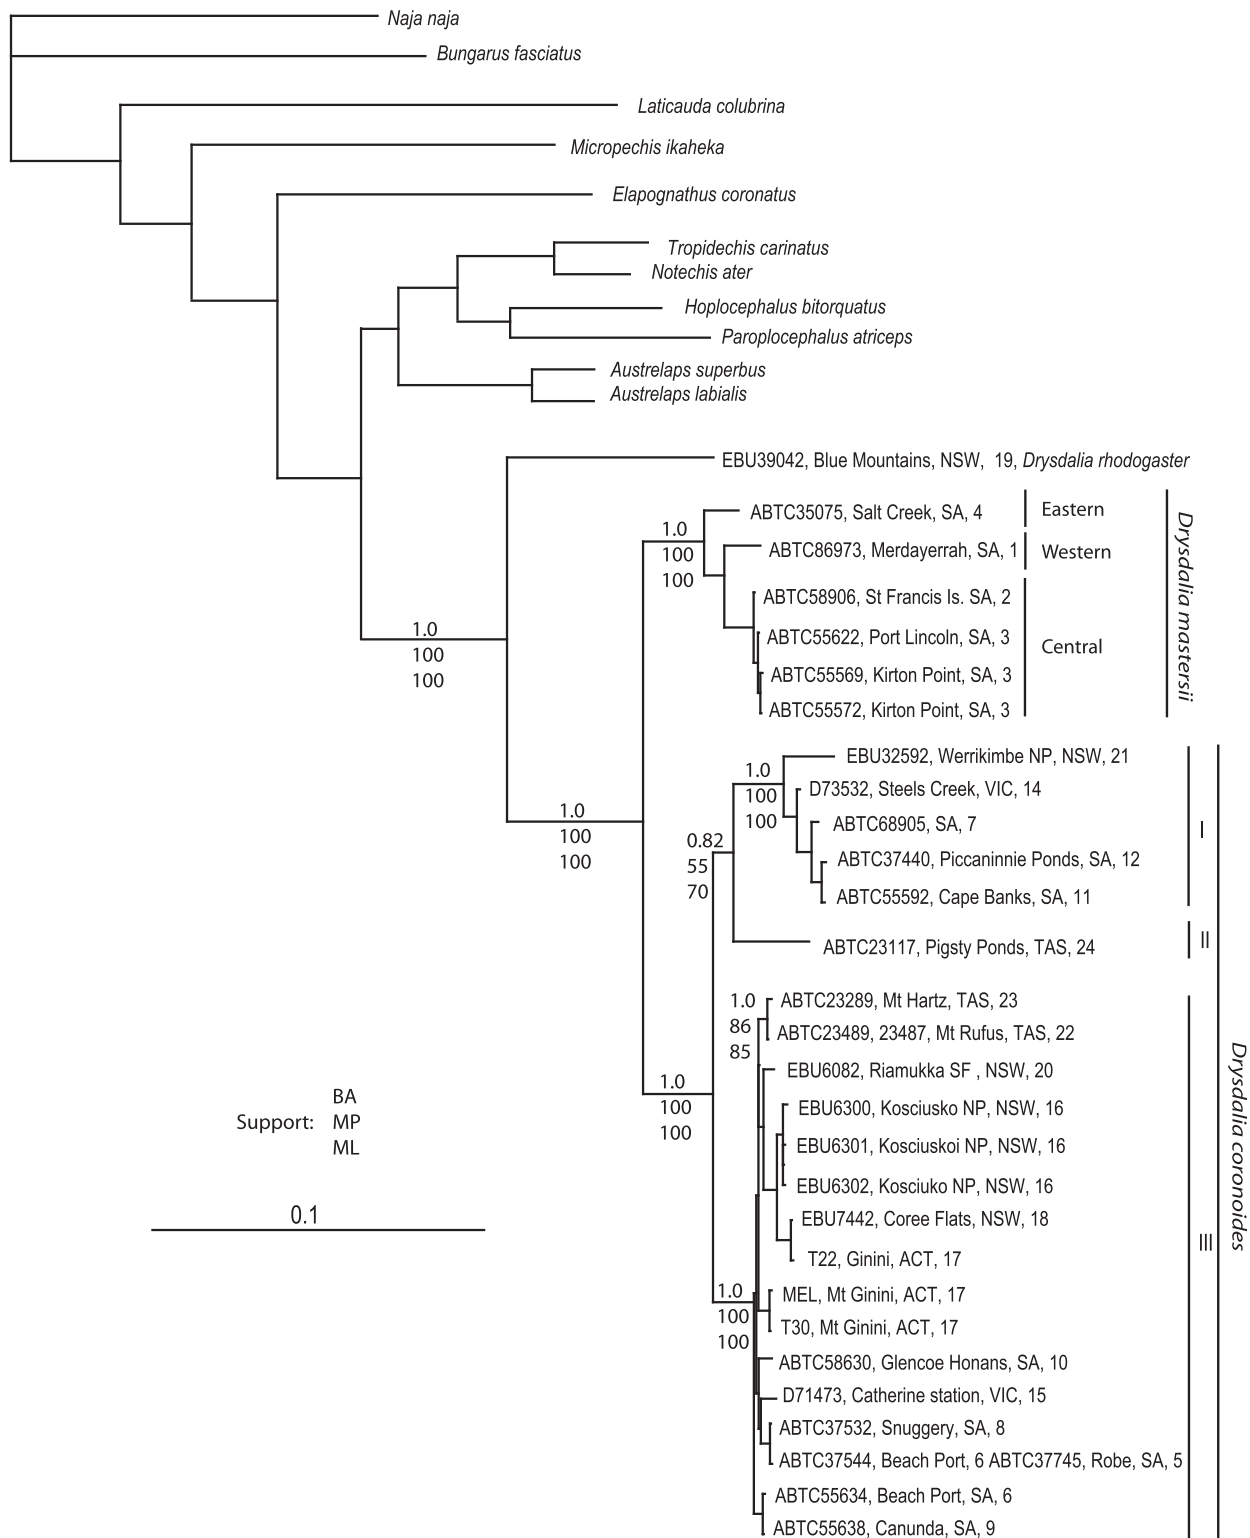 Naja naja
Bungarus fasciatus
Laticauda colubrina
Micropechis ikaheka
Elapognathus coronatus
Tropidechis carinatus
Notechis ater
Hoplocephalus bitorquatus
Paroplocephalus atriceps
Austrelaps superbus
Austrelaps labialis
EBU39042, Blue Mountains, NSW, 19, Drysdalia rhodogaster
ABTC35075, Salt Creek, SA, 4
Eastern
1.0
100
100
ABTC86973, Merdayerrah, SA, 1
Western
ABTC58906, St Francis Is. SA, 2
ABTC55622, Port Lincoln, SA, 3
Central
ABTC55569, Kirton Point, SA, 3
ABTC55572, Kirton Point, SA, 3
Drysdalia mastersii
1.0
100
100
EBU32592, Werrikimbe NP, NSW, 21
1.0
100
100
D73532, Steels Creek, VIC, 14
ABTC68905, SA, 7
I
1.0
100
100
0.82
55
70
ABTC37440, Piccaninnie Ponds, SA, 12
ABTC55592, Cape Banks, SA, 11
ABTC23117, Pigsty Ponds, TAS, 24
II
1.0
86
85
ABTC23289, Mt Hartz, TAS, 23
ABTC23489, 23487, Mt Rufus, TAS, 22
EBU6082, Riamukka SF , NSW, 20
1.0
100
100
EBU6300, Kosciusko NP, NSW, 16
EBU6301, Kosciuskoi NP, NSW, 16
EBU6302, Kosciuko NP, NSW, 16
EBU7442, Coree Flats, NSW, 18
T22, Ginini, ACT, 17
III
Drysdalia coronoides
1.0
100
100
MEL, Mt Ginini, ACT, 17
T30, Mt Ginini, ACT, 17
ABTC58630, Glencoe Honans, SA, 10
D71473, Catherine station, VIC, 15
ABTC37532, Snuggery, SA, 8
ABTC37544, Beach Port, 6 ABTC37745, Robe, SA, 5
ABTC55634, Beach Port, SA, 6
ABTC55638, Canunda, SA, 9
BA
Support: MP
ML
0.1